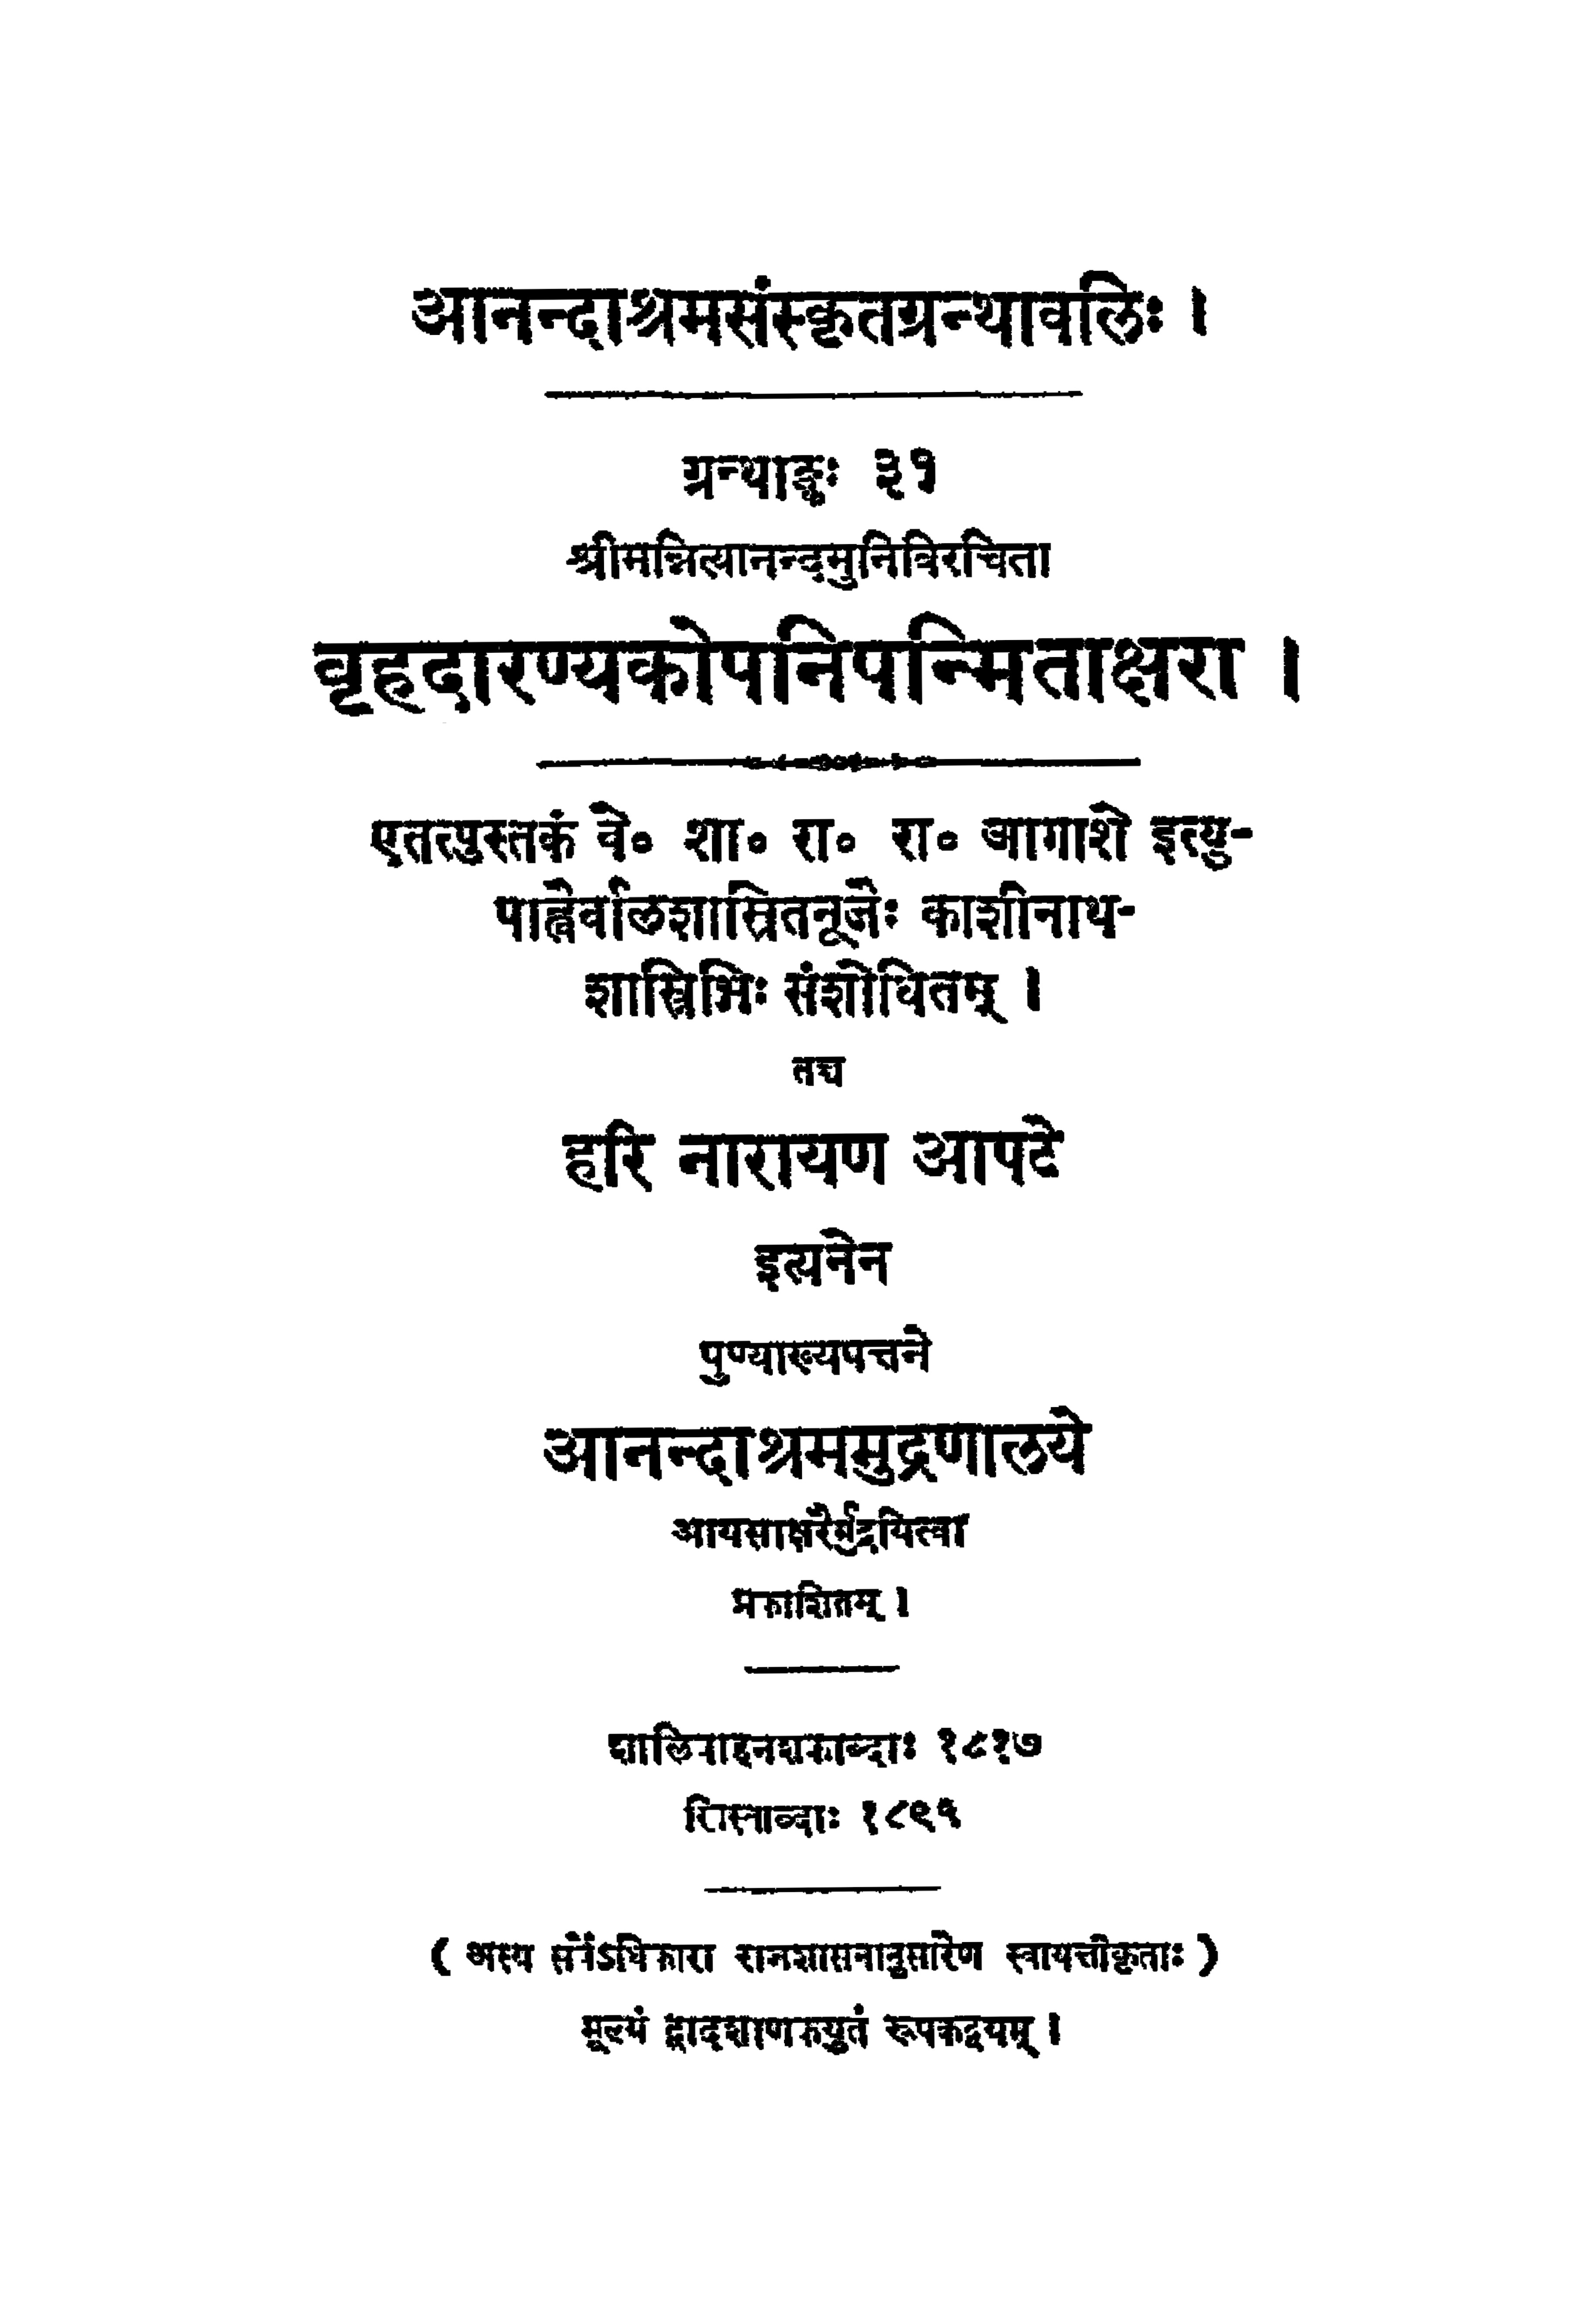 आनन्दाश्रमसंस्कृतग्रन्थावलिः ।
ग्रन्थाङ्कः ३१
श्रीमन्नित्यानन्दमुनिविरचिता
बृहदारण्यकोपनिषन्मिताक्षरा ।
एतत्पुस्तकं वे० शा० रा० रा० आगाशे इत्यु-
पाह्वैर्बालशास्त्रितनूजैः काशीनाथ-
शास्त्रिभिः संशोधितम् ।
तच्च
हरि नारायण आपटे
इत्यनेन
पुण्याख्यपत्तने
आनन्दाश्रममुद्रणालये
आयसाक्षरैर्मुद्रयित्वा
प्रकाशितम् ।
शालिवाहनशकाब्दाः १८१७
ख्रिस्ताब्दाः १८९५
( अस्य सर्वेऽधिकारा राजशासनानुसारेण स्वायत्तीकृताः )
मूल्यं द्वादशाणकयुतं रूपकद्वयम् ।